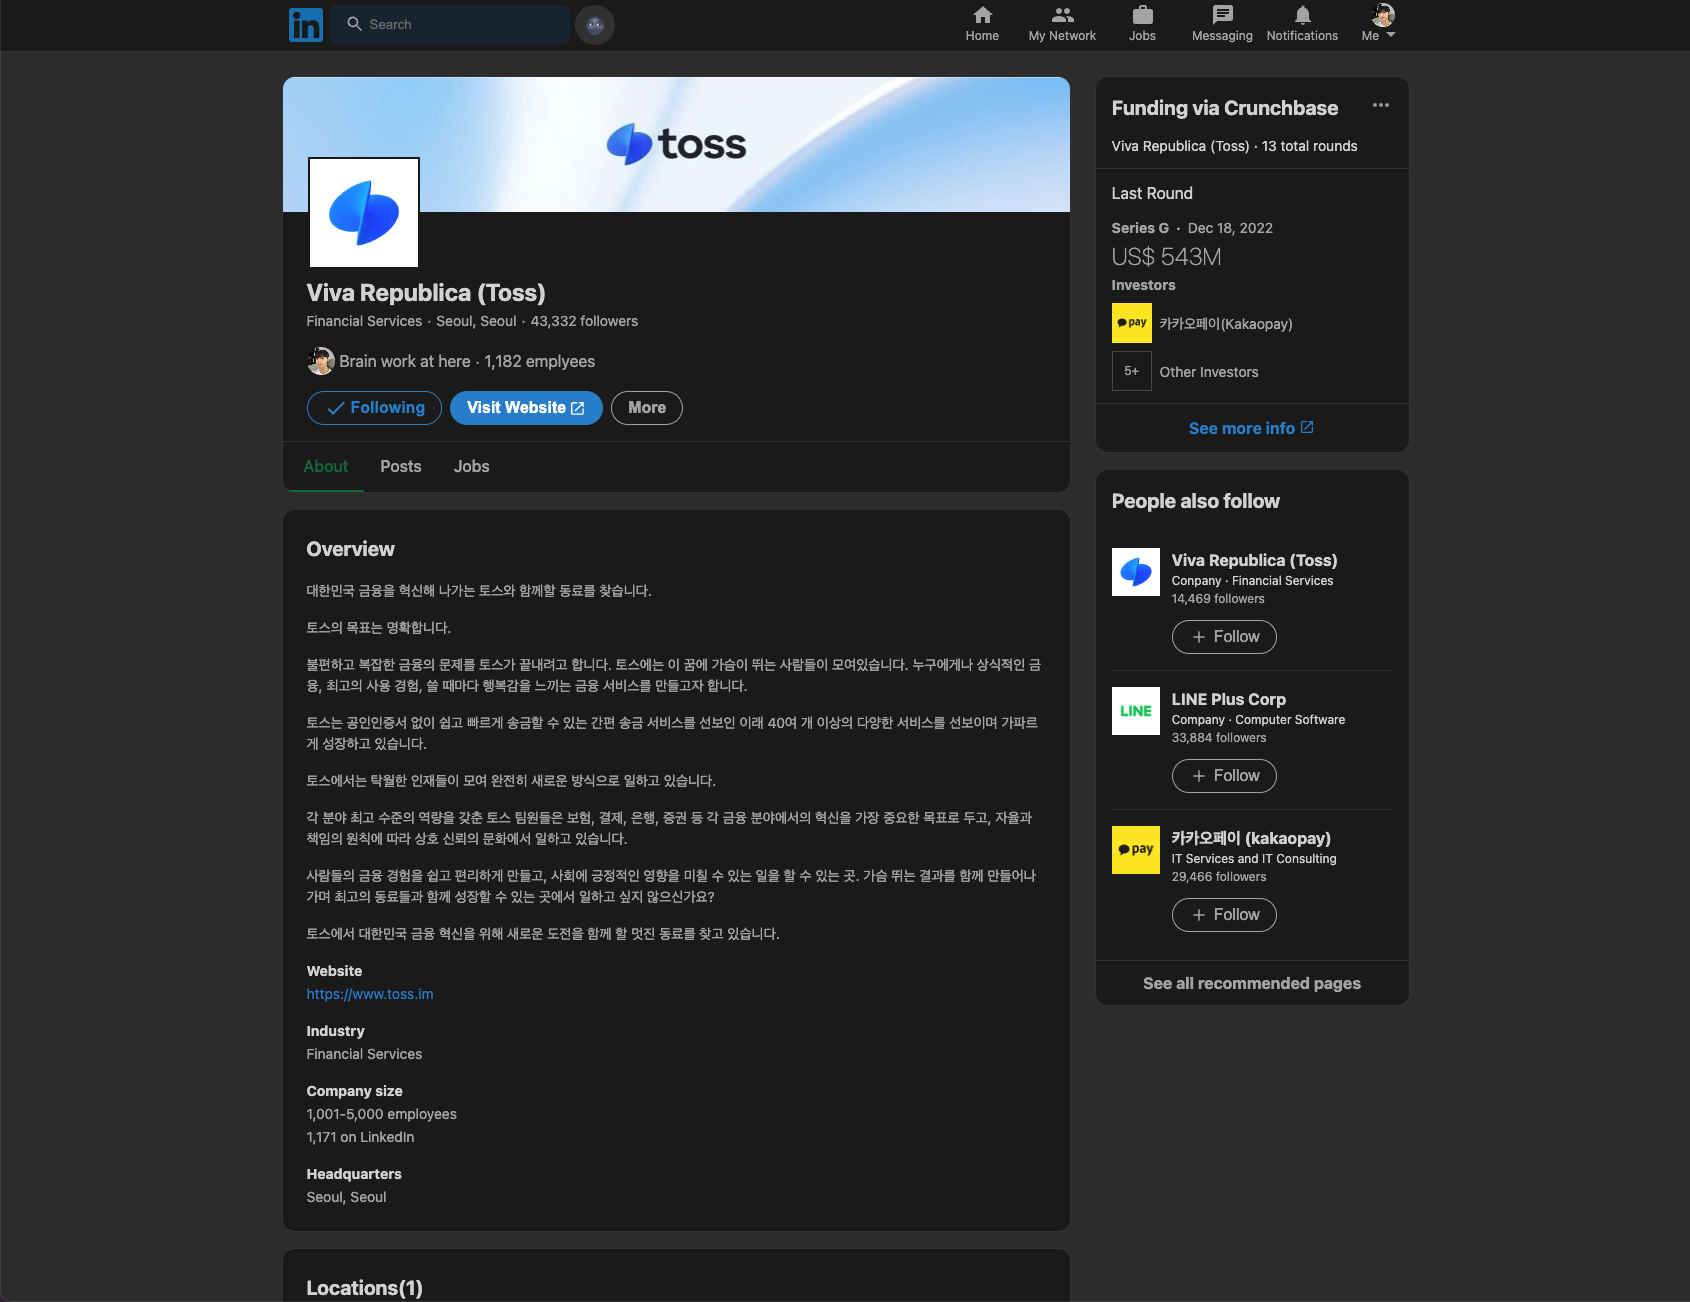 in
Search
Home
My Network
Jobs
Messaging
Notifications
Me
toss
Viva Republica (Toss)
Financial Services · Seoul, Seoul · 43,332 followers
Brain work at here · 1,182 emplyees
Following
Visit Website
More
About
Posts
Jobs
Overview
대한민국 금융을 혁신해 나가는 토스와 함께할 동료를 찾습니다.
토스의 목표는 명확합니다.
불편하고 복잡한 금융의 문제를 토스가 끝내려고 합니다. 토스에는 이 꿈에 가슴이 뛰는 사람들이 모여있습니다. 누구에게나 상식적인 금
융, 최고의 사용 경험, 쓸 때마다 행복감을 느끼는 금융 서비스를 만들고자 합니다.
토스는 공인인증서 없이 쉽고 빠르게 송금할 수 있는 간편 송금 서비스를 선보인 이래 40여 개 이상의 다양한 서비스를 선보이며 가파르
게 성장하고 있습니다.
토스에서는 탁월한 인재들이 모여 완전히 새로운 방식으로 일하고 있습니다.
각 분야 최고 수준의 역량을 갖춘 토스 팀원들은 보험, 결제, 은행, 증권 등 각 금융 분야에서의 혁신을 가장 중요한 목표로 두고, 자율과
책임의 원칙에 따라 상호 신뢰의 문화에서 일하고 있습니다.
사람들의 금융 경험을 쉽고 편리하게 만들고, 사회에 긍정적인 영향을 미칠 수 있는 일을 할 수 있는 곳. 가슴 뛰는 결과를 함께 만들어나
가며 최고의 동료들과 함께 성장할 수 있는 곳에서 일하고 싶지 않으신가요?
토스에서 대한민국 금융 혁신을 위해 새로운 도전을 함께 할 멋진 동료를 찾고 있습니다.
Website
https://www.toss.im
Industry
Financial Services
Company size
1,001-5,000 employees
1,171 on LinkedIn
Headquarters
Seoul, Seoul
Locations(1)
Funding via Crunchbase
Viva Republica (Toss) · 13 total rounds
Last Round
Series G · Dec 18, 2022
US$ 543M
Investors
pay
카카오페이(Kakaopay)
5+
Other Investors
See more info
People also follow
Viva Republica (Toss)
Conpany · Financial Services
14,469 followers
Follow
LINE
LINE Plus Corp
Company · Computer Software
33,884 followers
Follow
pay
카카오페이 (kakaopay)
IT Services and IT Consulting
29,466 followers
Follow
See all recommended pages